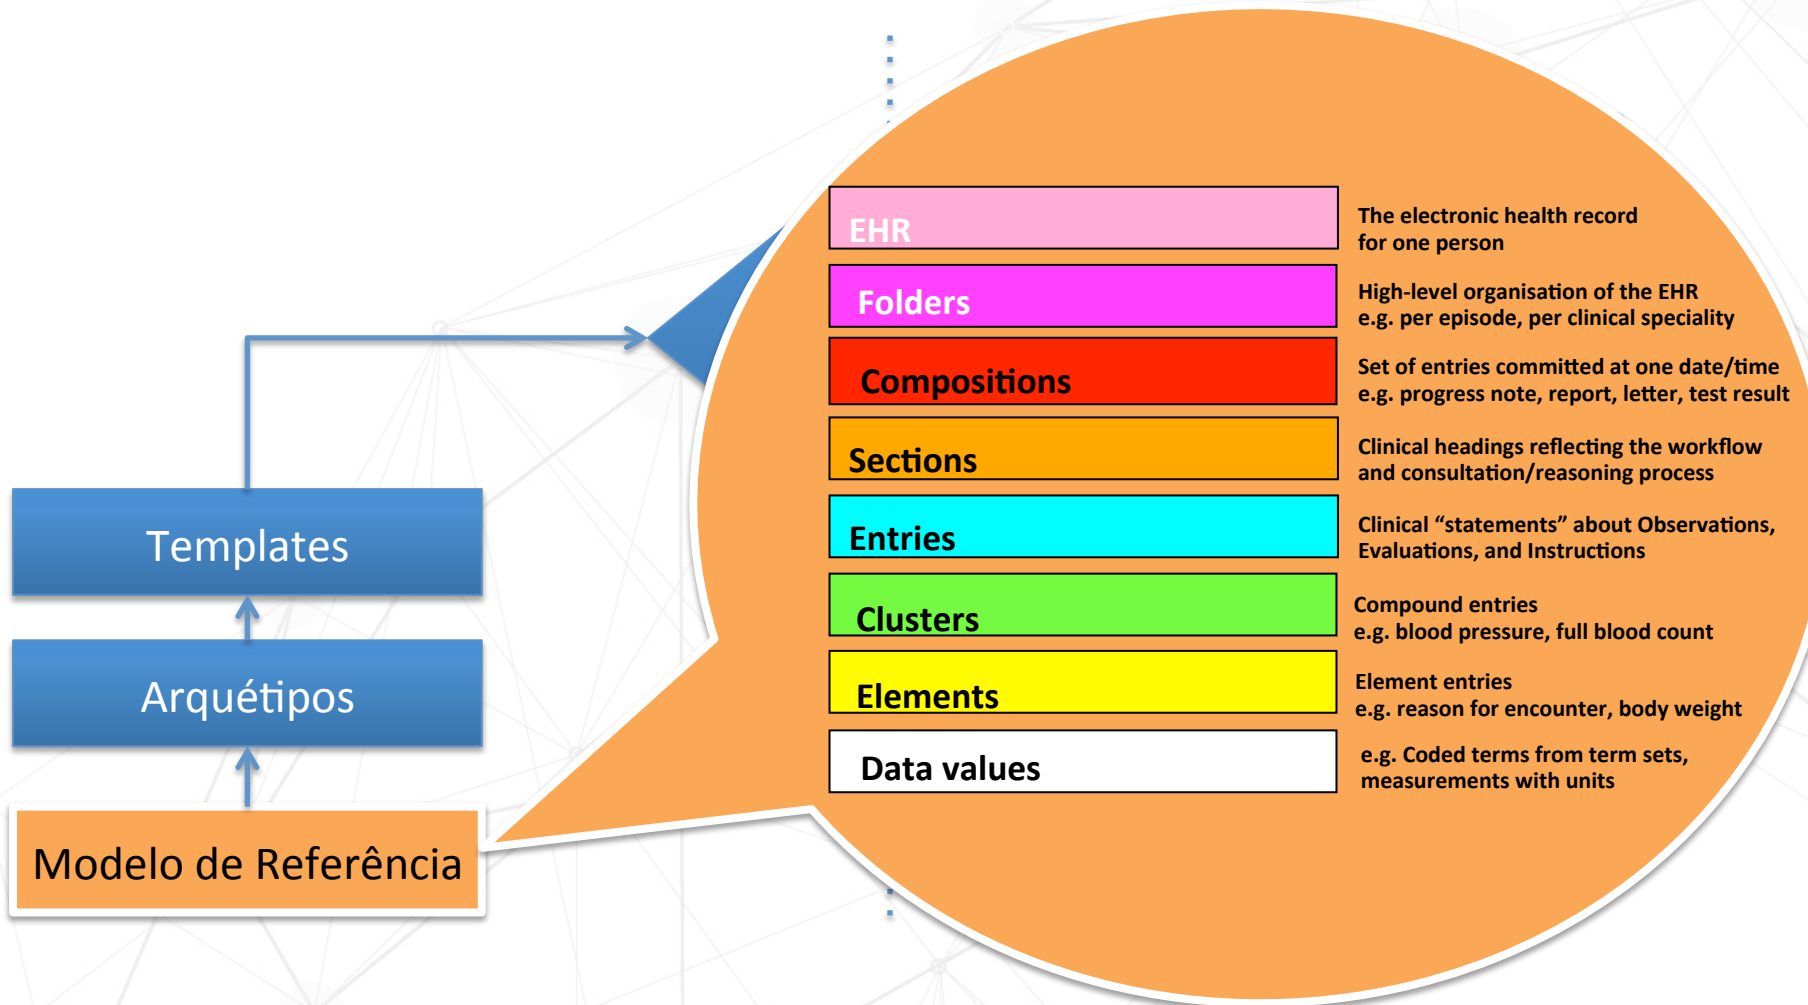 Templates
Arquétipos
Modelo de Referência
EHR
The electronic health record
for one person
Folders
High-level organisation of the EHR
e.g. per episode, per clinical speciality
Compositions
Set of entries committed at one date/time
e.g. progress note, report, letter, test result
Sections
Clinical headings reflecting the workflow
and consultation/reasoning process
Entries
Clinical “statements” about Observations,
Evaluations, and Instructions
Clusters
Compound entries
e.g. blood pressure, full blood count
Elements
Element entries
e.g. reason for encounter, body weight
Data values
e.g. Coded terms from term sets,
measurements with units